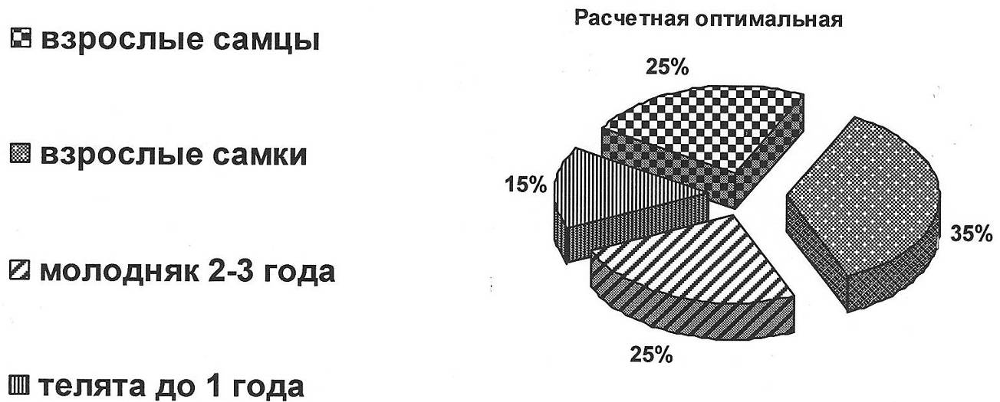 взрослые самцы
взрослые самки
молодняк 2-3 года
телята до 1 года
Расчетная оптимальная
25%
15%
35%
25%